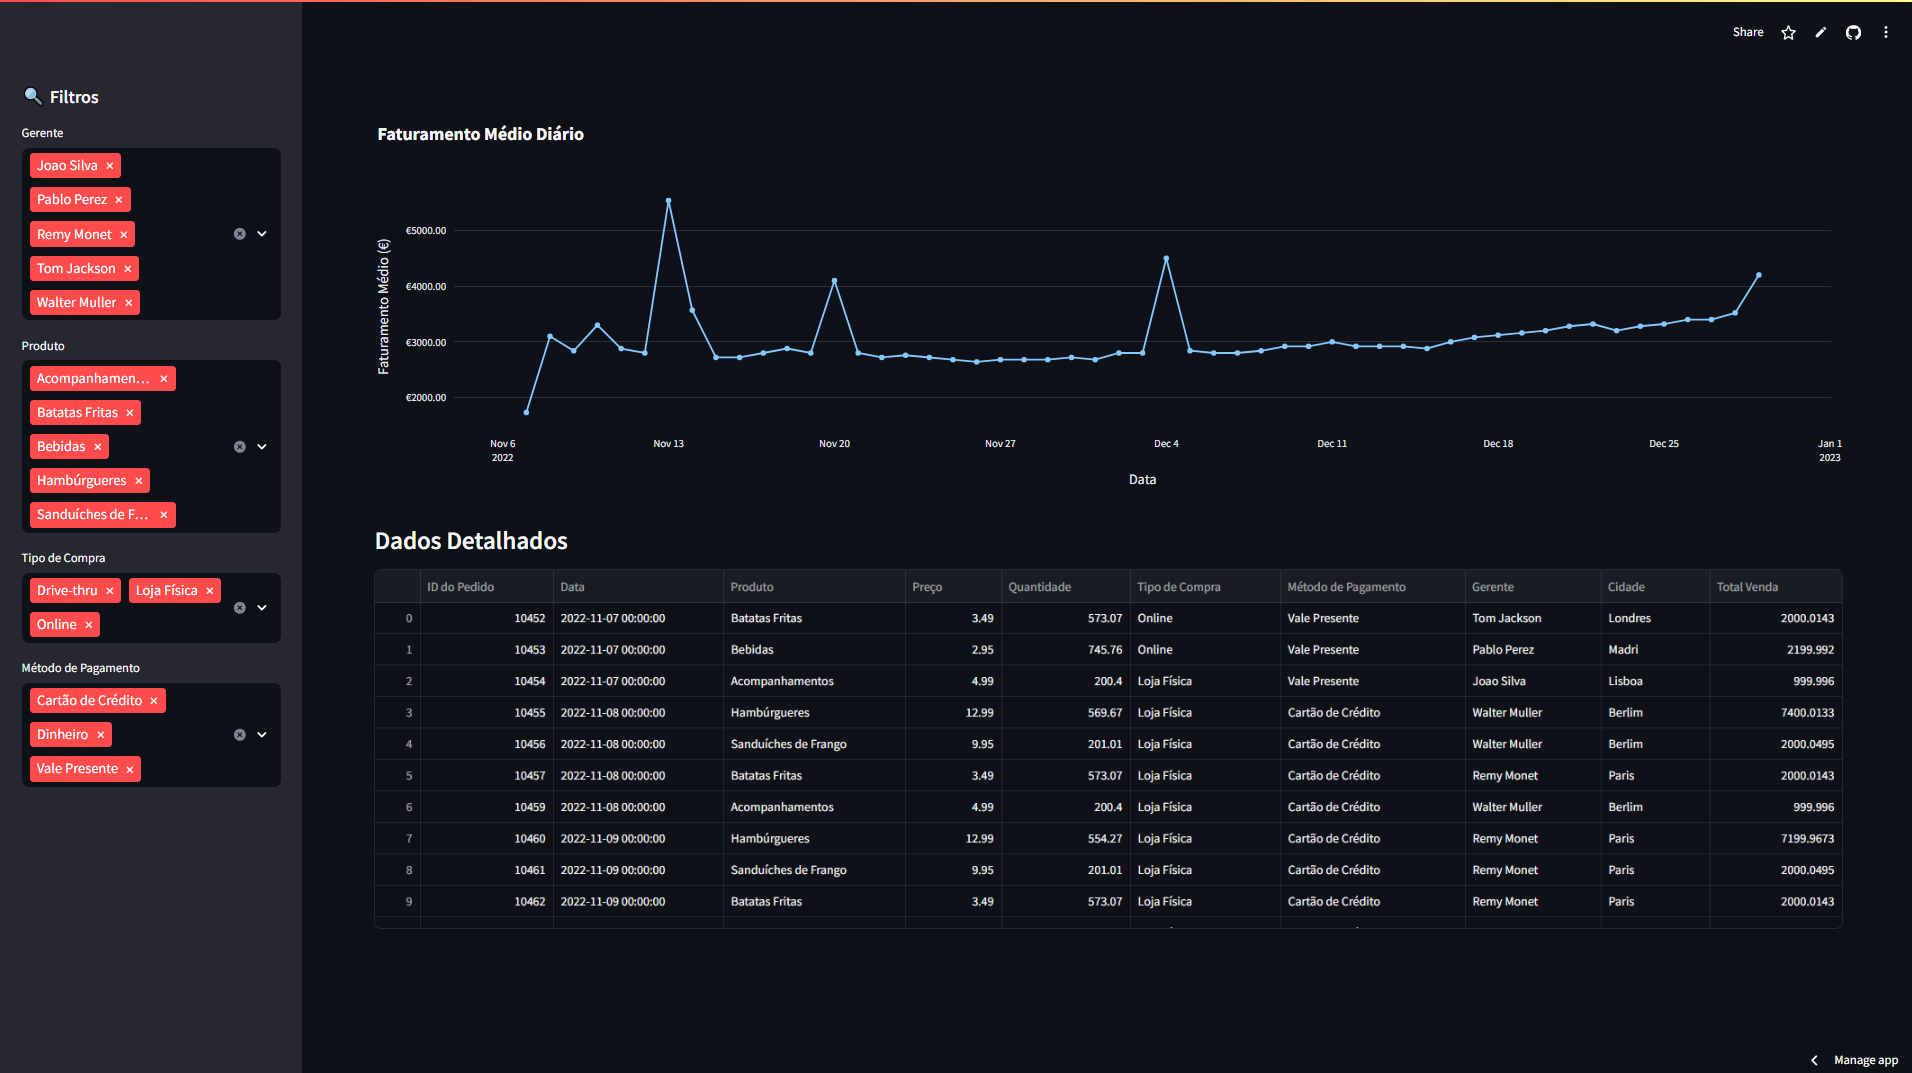 Share
Filtros
Gerente
Joao Silva ×
Pablo Perez ×
Remy Monet ×
Tom Jackson ×
Walter Muller ×
Produto
Acompanhamen... ×
Batatas Fritas ×
Bebidas ×
Hambúrgueres ×
Sanduíches de F... ×
Tipo de Compra
Drive-thru × Loja Física ×
Online ×
Método de Pagamento
Cartão de Crédito ×
Dinheiro ×
Vale Presente ×
Faturamento Médio Diário
Faturamento Médio (€)
€5000.00
€4000.00
€3000.00
€2000.00
Nov 6 Nov 13 Nov 20 Nov 27 Dec 4 Dec 11 Dec 18 Dec 25 Jan 1
2022 2023
Data
Dados Detalhados
ID do Pedido Data Produto Preço Quantidade Tipo de Compra Método de Pagamento Gerente Cidade Total Venda
0 10452 2022-11-07 00:00:00 Batatas Fritas 3.49 573.07 Online Vale Presente Tom Jackson Londres 2000.0143
1 10453 2022-11-07 00:00:00 Bebidas 2.95 745.76 Online Vale Presente Pablo Perez Madri 2199.992
2 10454 2022-11-07 00:00:00 Acompanhamentos 4.99 200.4 Loja Física Vale Presente Joao Silva Lisboa 999.996
3 10455 2022-11-08 00:00:00 Hambúrgueres 12.99 569.67 Loja Física Cartão de Crédito Walter Muller Berlim 7400.0133
4 10456 2022-11-08 00:00:00 Sanduíches de Frango 9.95 201.01 Loja Física Cartão de Crédito Walter Muller Berlim 2000.0495
5 10457 2022-11-08 00:00:00 Batatas Fritas 3.49 573.07 Loja Física Cartão de Crédito Remy Monet Paris 2000.0143
6 10459 2022-11-08 00:00:00 Acompanhamentos 4.99 200.4 Loja Física Cartão de Crédito Walter Muller Berlim 999.996
7 10460 2022-11-09 00:00:00 Hambúrgueres 12.99 554.27 Loja Física Cartão de Crédito Remy Monet Paris 7199.9673
8 10461 2022-11-09 00:00:00 Sanduíches de Frango 9.95 201.01 Loja Física Cartão de Crédito Remy Monet Paris 2000.0495
9 10462 2022-11-09 00:00:00 Batatas Fritas 3.49 573.07 Loja Física Cartão de Crédito Remy Monet Paris 2000.0143
Manage app